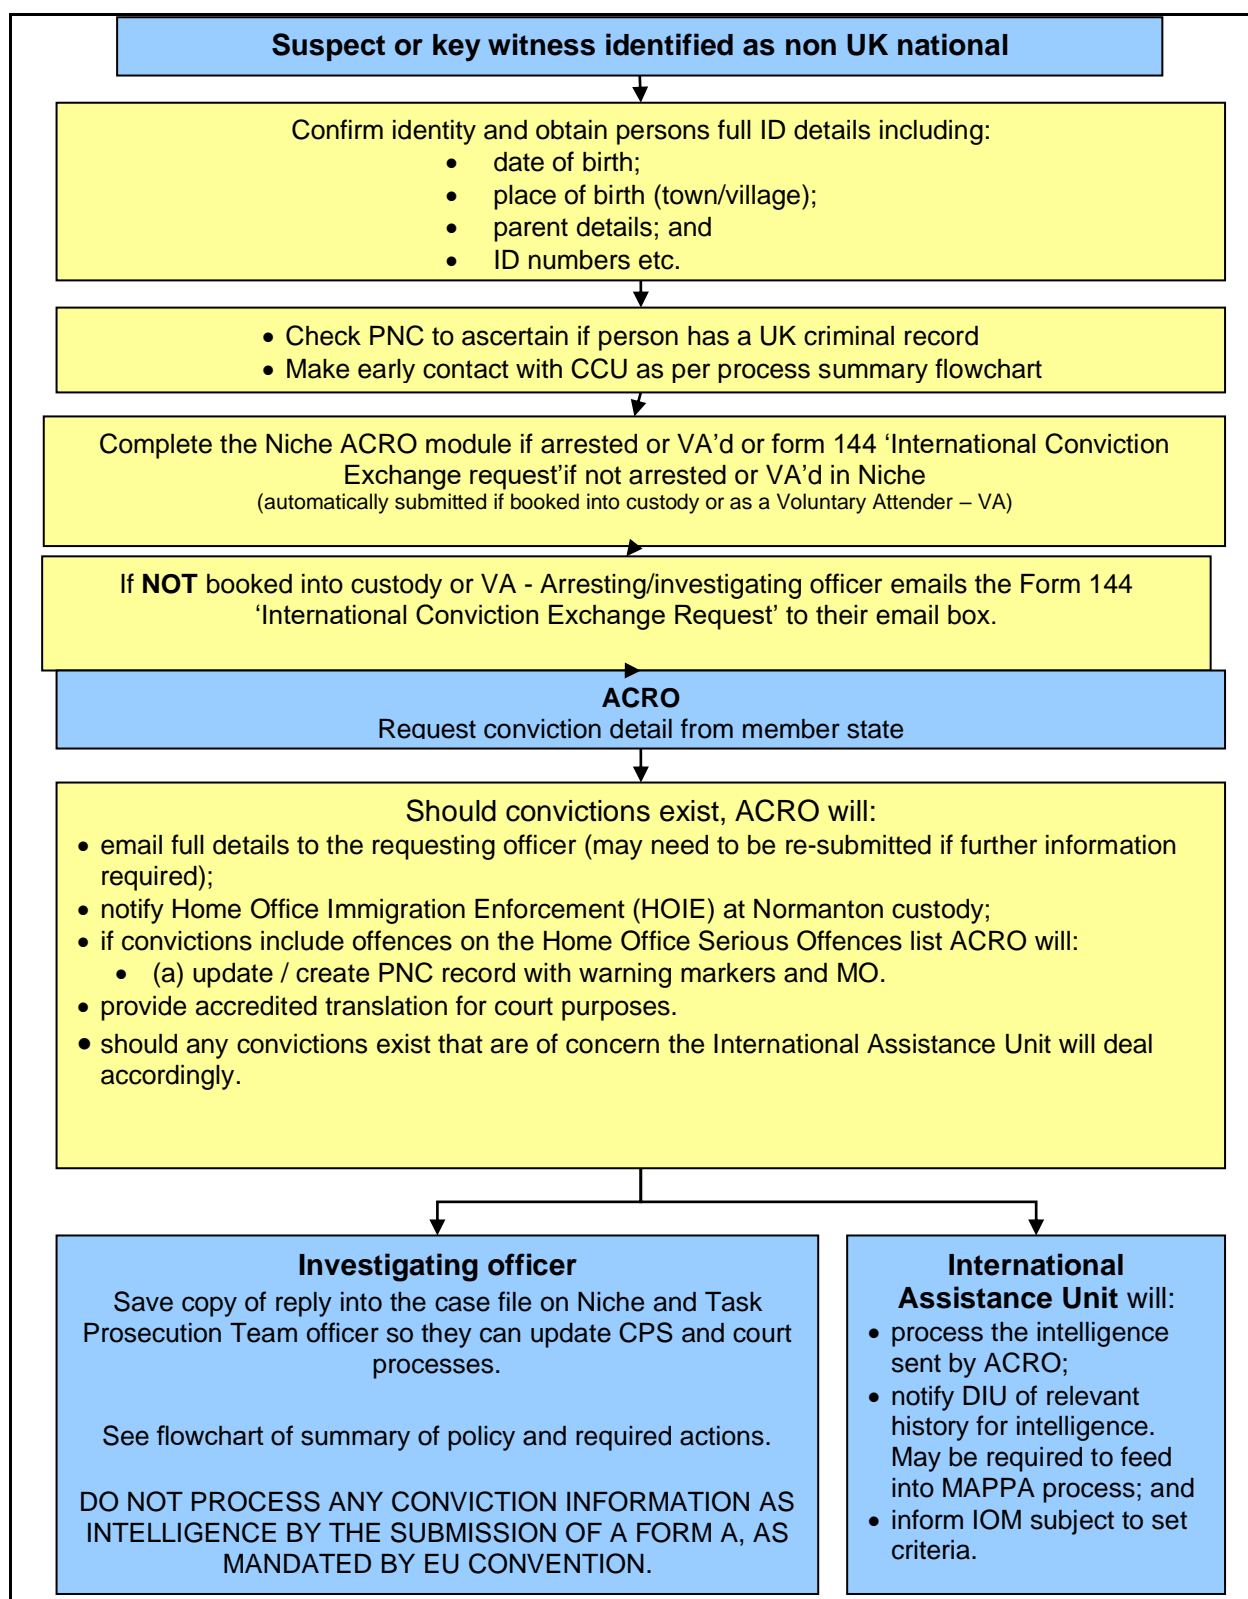 Suspect or key witness identified as non UK national
Confirm identity and obtain persons full ID details including:
• date of birth;
• place of birth (town/village);
• parent details; and
• ID numbers etc.
• Check PNC to ascertain if person has a UK criminal record
• Make early contact with CCU as per process summary flowchart
Complete the Niche ACRO module if arrested or VA'd or form 144 ‘International Conviction
Exchange request’if not arrested or VA'd in Niche
(automatically submitted if booked into custody or as a Voluntary Attender – VA)
If NOT booked into custody or VA - Arresting/investigating officer emails the Form 144
‘International Conviction Exchange Request’ to their email box.
ACRO
Request conviction detail from member state
Should convictions exist, ACRO will:
• email full details to the requesting officer (may need to be re-submitted if further information
required);
• notify Home Office Immigration Enforcement (HOIE) at Normanton custody;
• if convictions include offences on the Home Office Serious Offences list ACRO will:
• (a) update / create PNC record with warning markers and MO.
• provide accredited translation for court purposes.
• should any convictions exist that are of concern the International Assistance Unit will deal
accordingly.
Investigating officer
Save copy of reply into the case file on Niche and Task
Prosecution Team officer so they can update CPS and court
processes.
See flowchart of summary of policy and required actions.
DO NOT PROCESS ANY CONVICTION INFORMATION AS
INTELLIGENCE BY THE SUBMISSION OF A FORM A, AS
MANDATED BY EU CONVENTION.
International
Assistance Unit will:
• process the intelligence
sent by ACRO;
• notify DIU of relevant
history for intelligence.
May be required to feed
into MAPPA process; and
• inform IOM subject to set
criteria.